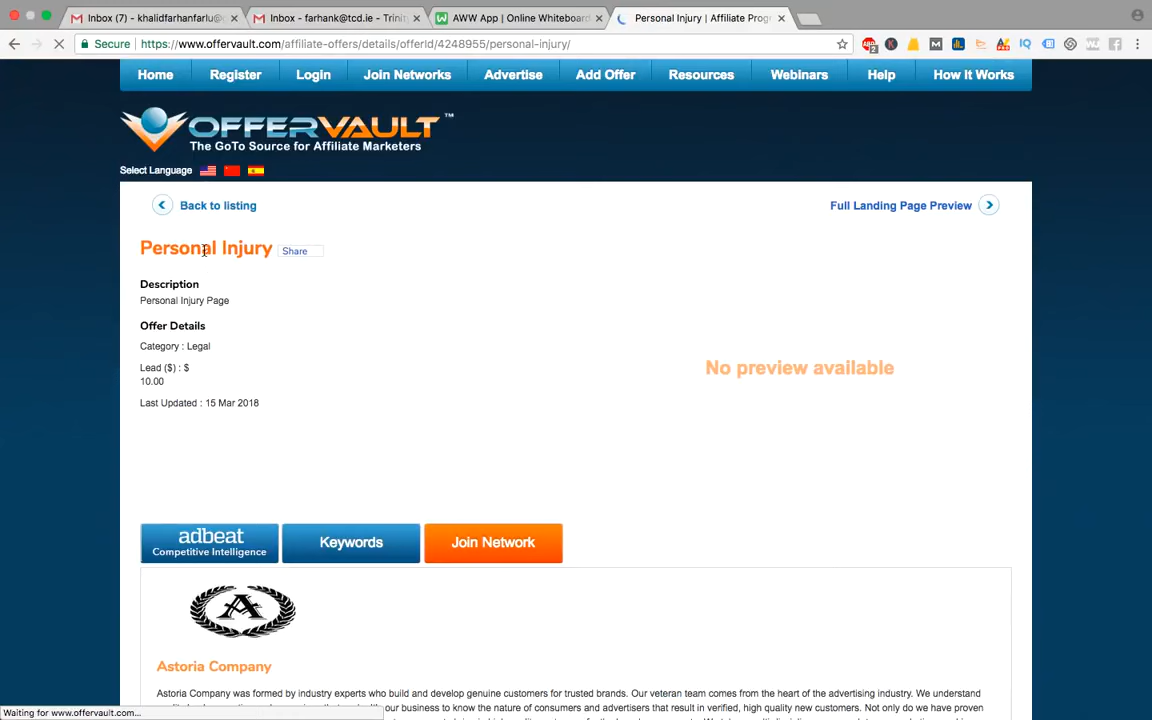 Inbox (7) - khalidfarhanfarlu@
Inbox - farhank@tcd.ie - Trinit
AWW App | Online Whiteboard
Personal Injury | Affiliate Prog
Secure
https://www.offervault.com/affiliate-offers/details/offerId/4248955/personal-injury/
Home
Register
Login
Join Networks
Advertise
Add Offer
Resources
Webinars
Help
How It Works
OFFERVAULT™
The GoTo Source for Affiliate Marketers
Select Language
Back to listing
Full Landing Page Preview
Personal Injury
Share
Description
Personal Injury Page
Offer Details
Category : Legal
Lead ($) : $
10.00
Last Updated : 15 Mar 2018
No preview available
adbeat
Competitive Intelligence
Keywords
Join Network
A
Astoria Company
Astoria Company was formed by industry experts who build and develop genuine customers for trusted brands. Our veteran team comes from the heart of the advertising industry. We understand
our business to know the nature of consumers and advertisers that result in verified, high quality new customers. Not only do we have proven
Waiting for www.offervault.com...